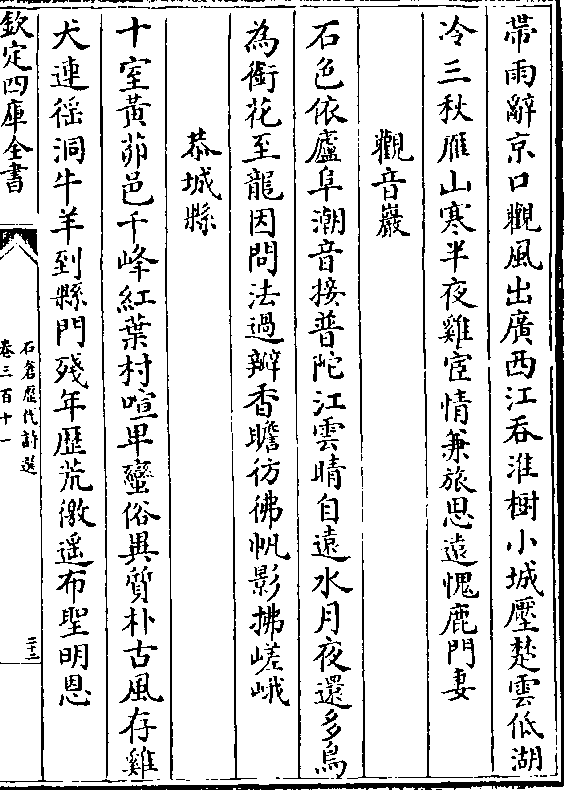 帶雨辭京口觀風出廣西江吞淮樹小城壓楚雲低湖
冷三秋雁山寒半夜雞宦情兼旅思遠愧鹿門妻
觀音巖
石色依廬阜潮音接普陀江雲晴自遠水月夜還多鳥
為銜花至龍因問法過瓣香瞻彷彿帆影拂嵯峨
恭城縣
十室黃茆邑千峰紅葉村喧卑蠻俗異質朴古風存雞
犬連徭洞牛羊到縣門殘年歷荒徼遥布聖明恩
欽定四庫全書
石倉歷代詩選
卷三百十一
二十三